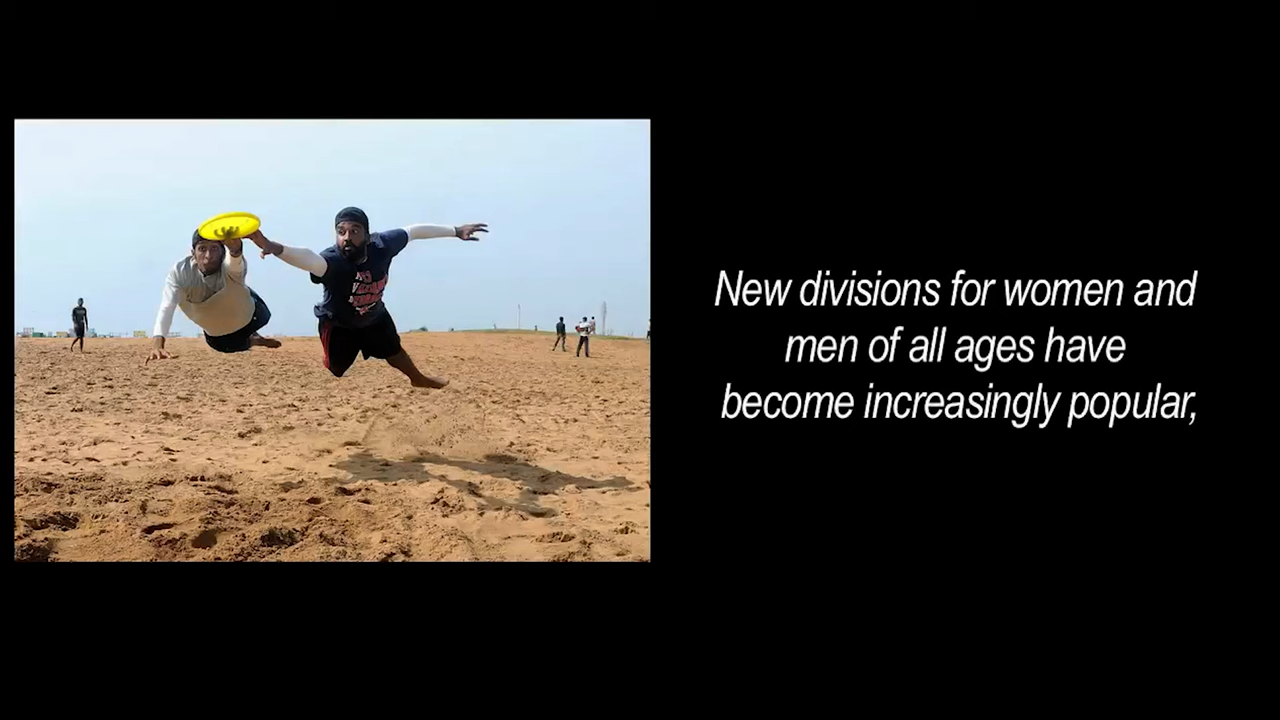 New divisions for women and
men of all ages have
become increasingly popular,